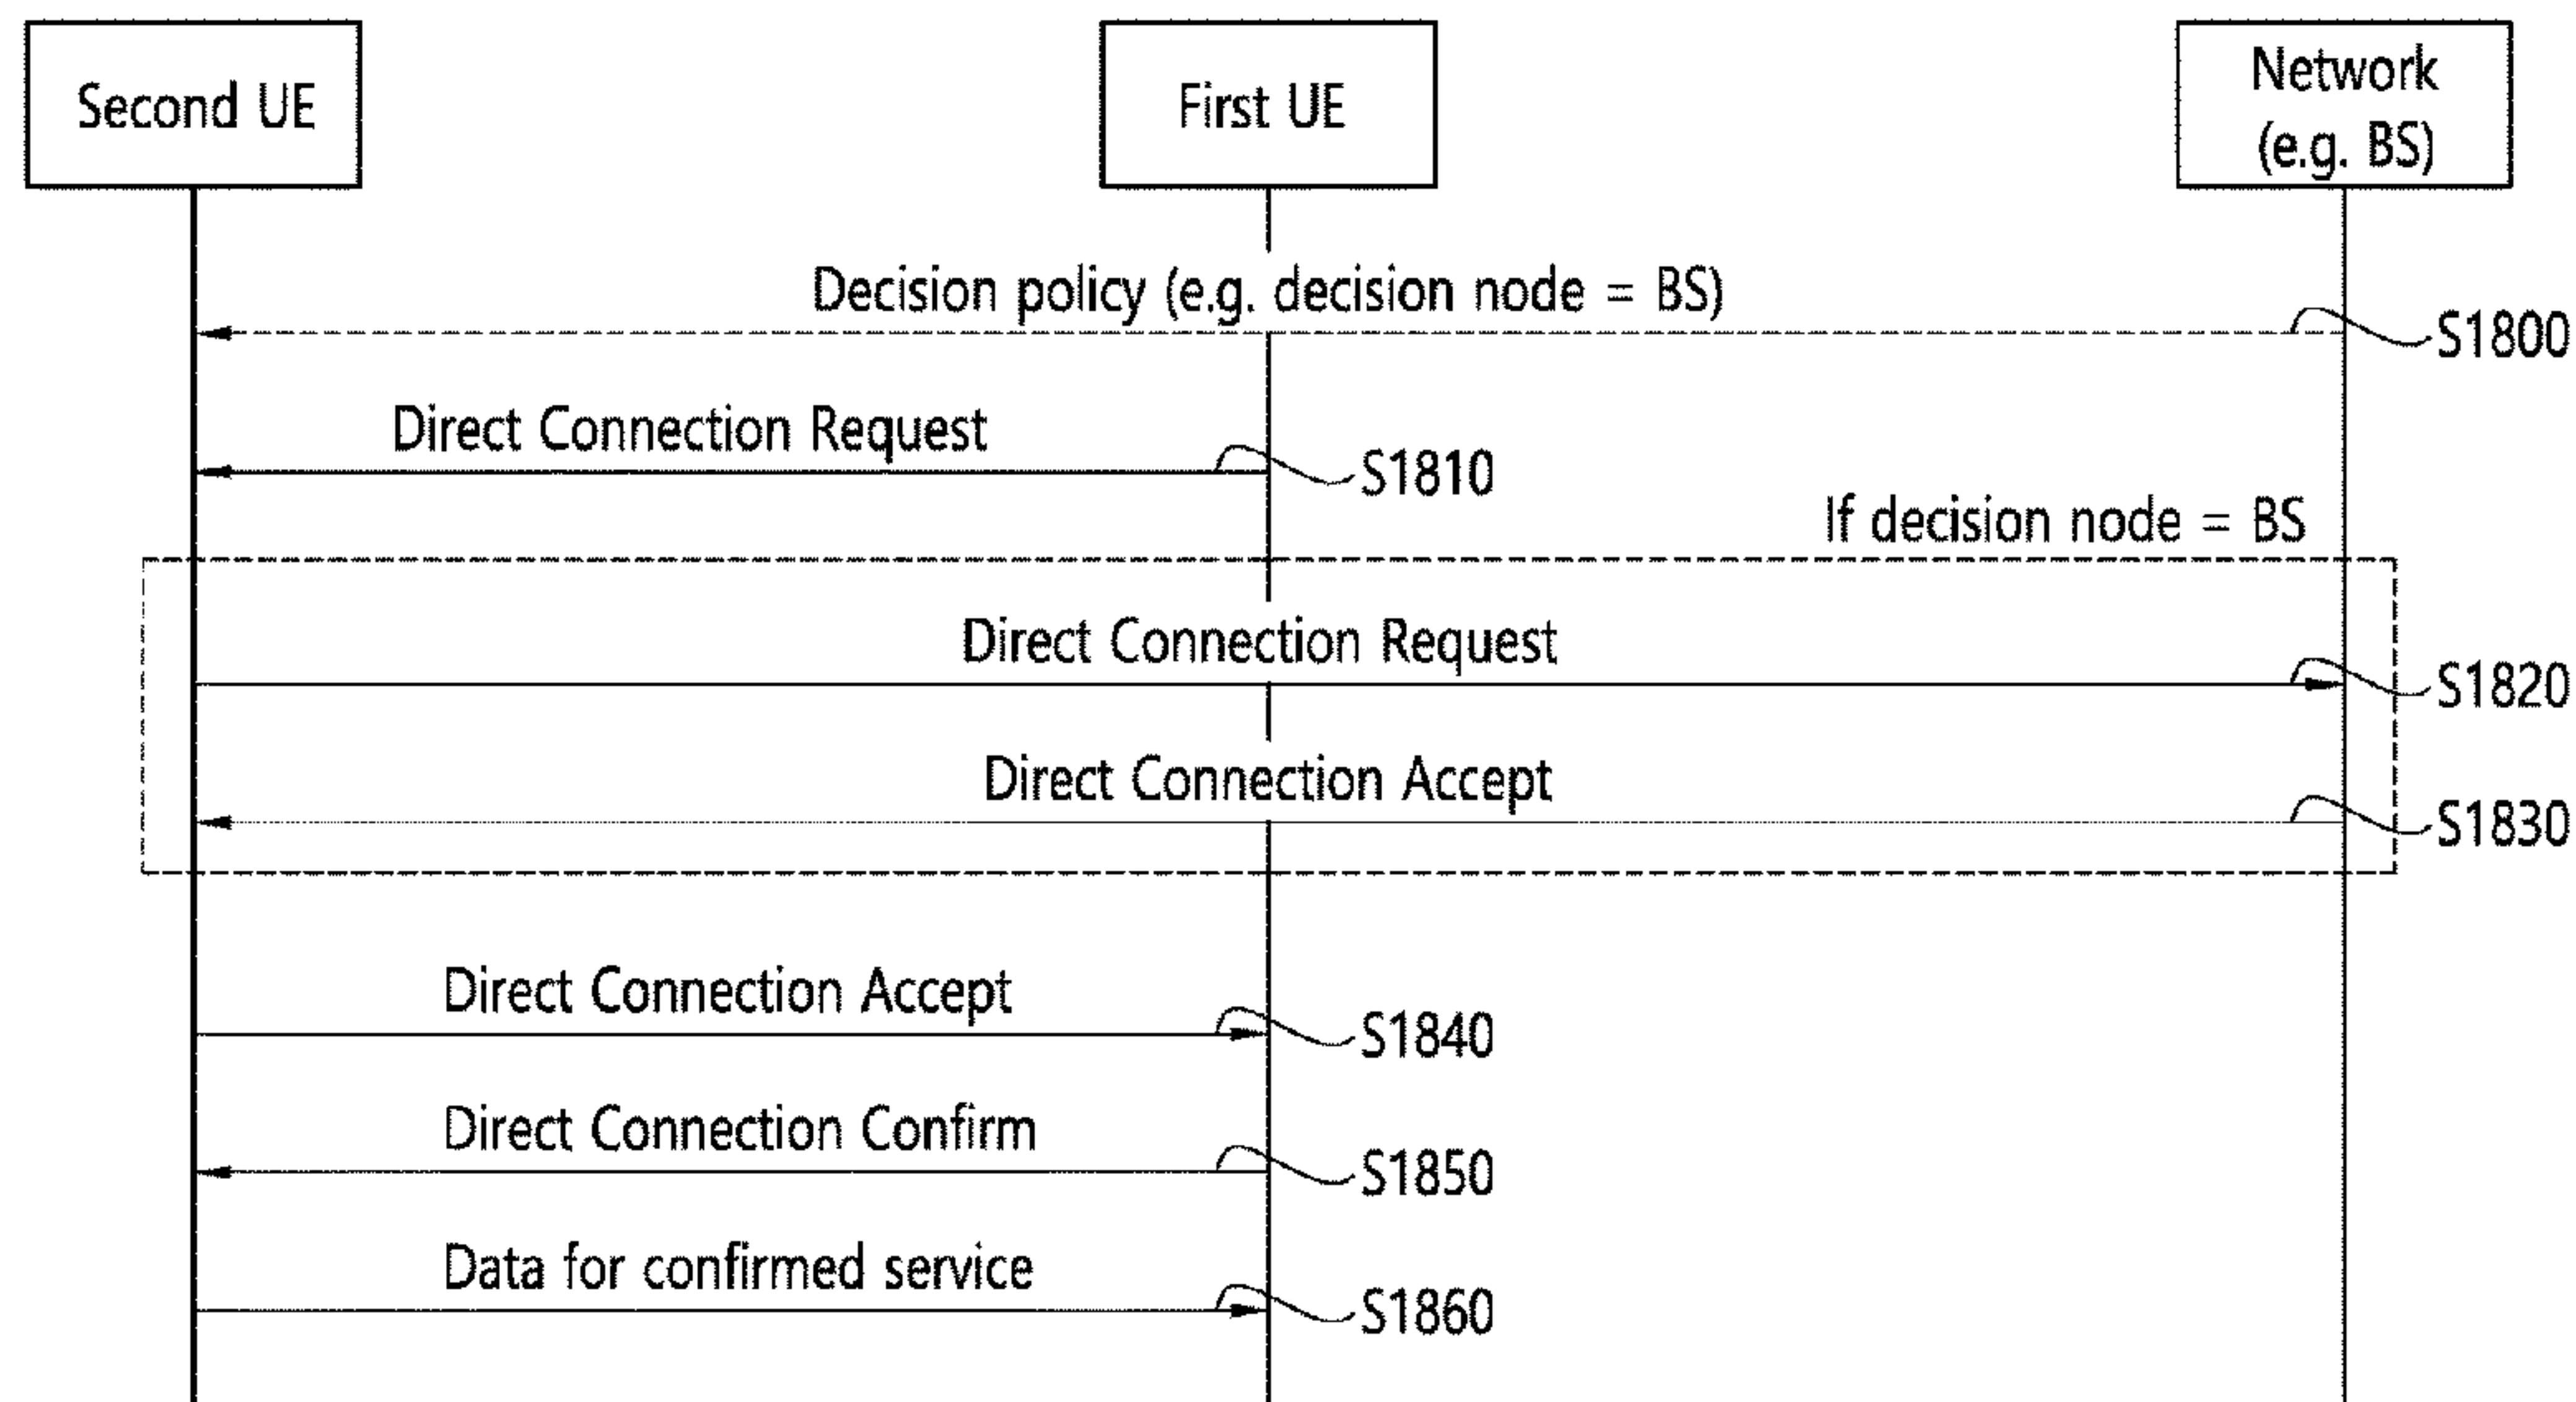 Second UE
First UE
Network
(e.g. BS)
Decision policy (e.g. decision node = BS)
S1800
Direct Connection Request
S1810
If decision node = BS
Direct Connection Request
S1820
Direct Connection Accept
S1830
Direct Connection Accept
S1840
Direct Connection Confirm
S1850
Data for confirmed service
S1860